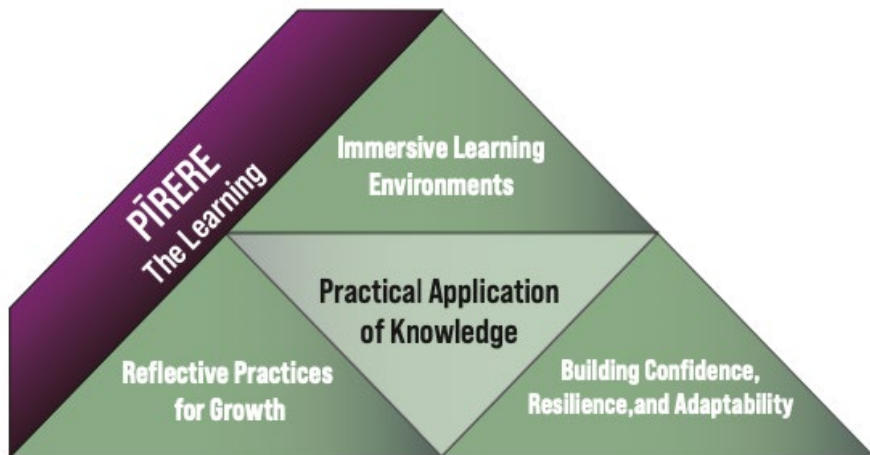 PĪRERE
The Learning
Immersive Learning
Environments
Practical Application
of Knowledge
Reflective Practices
for Growth
Building Confidence,
Resilience,and Adaptability